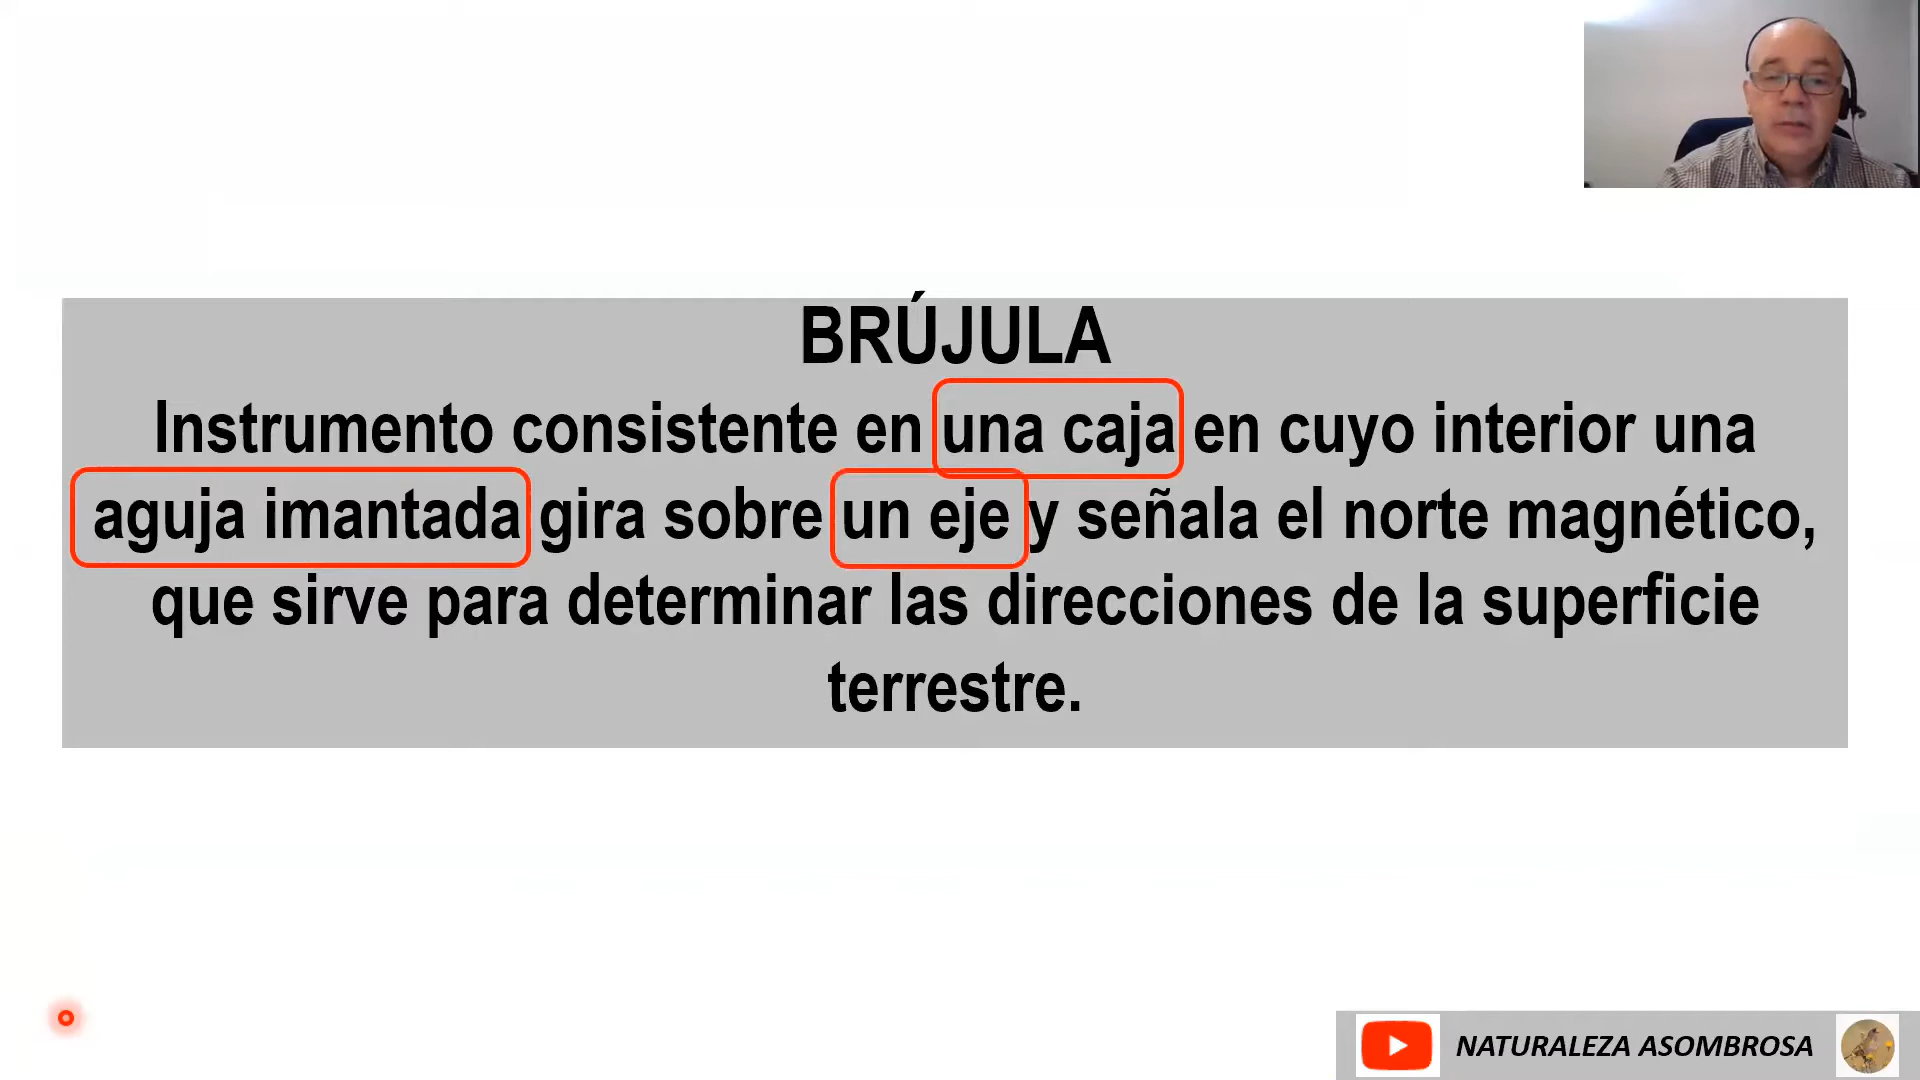 BRÚJULA
Instrumento consistente en una caja en cuyo interior una
aguja imantada gira sobre un eje y señala el norte magnético,
que sirve para determinar las direcciones de la superficie
terrestre.
NATURALEZA ASOMBROSA